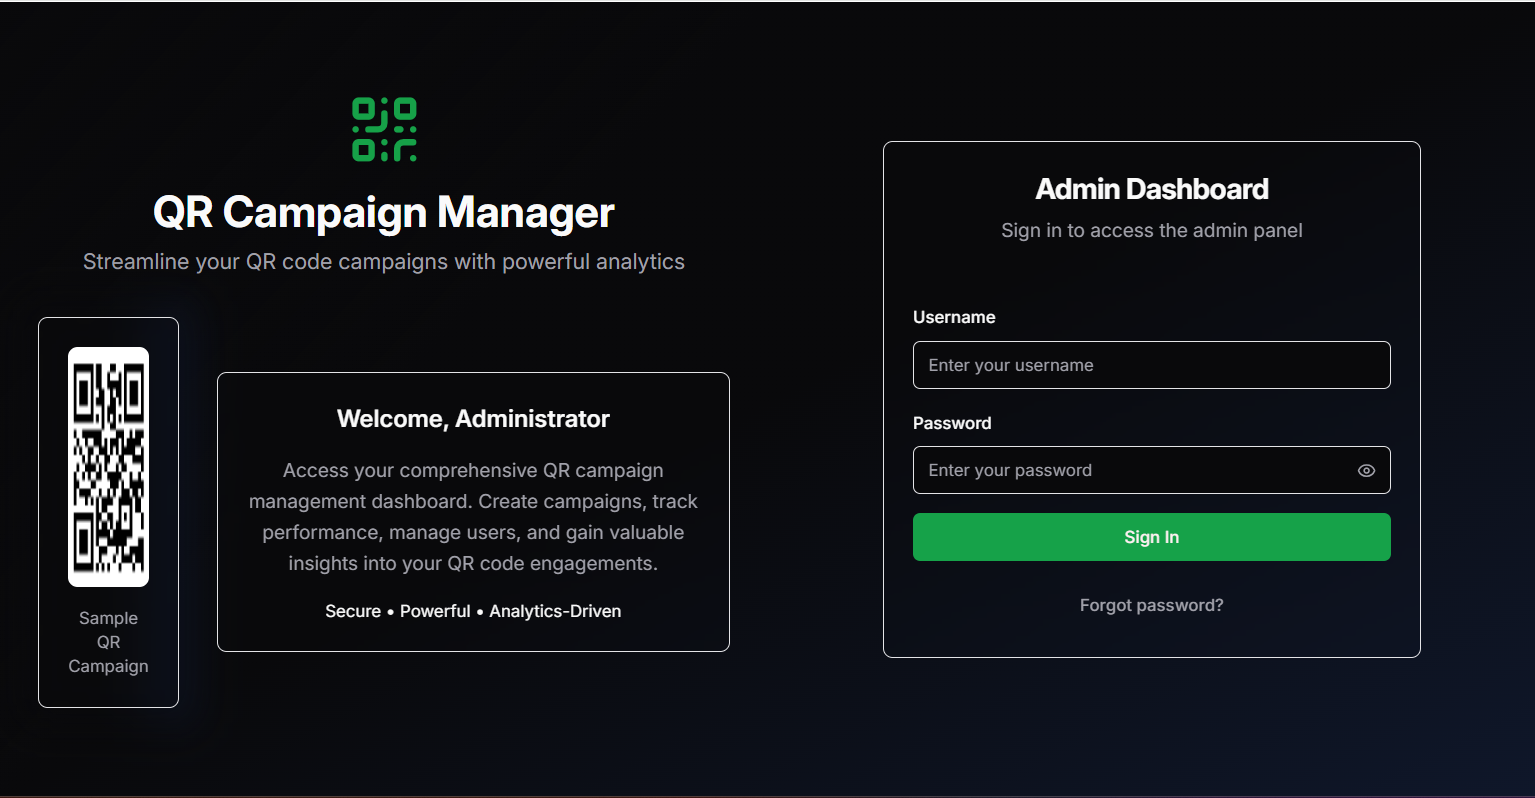 QR Campaign Manager
Streamline your QR code campaigns with powerful analytics
Sample
QR
Campaign
Welcome, Administrator
Access your comprehensive QR campaign
management dashboard. Create campaigns, track
performance, manage users, and gain valuable
insights into your QR code engagements.
Secure • Powerful • Analytics-Driven
Admin Dashboard
Sign in to access the admin panel
Username
Enter your username
Password
Enter your password
Sign In
Forgot password?